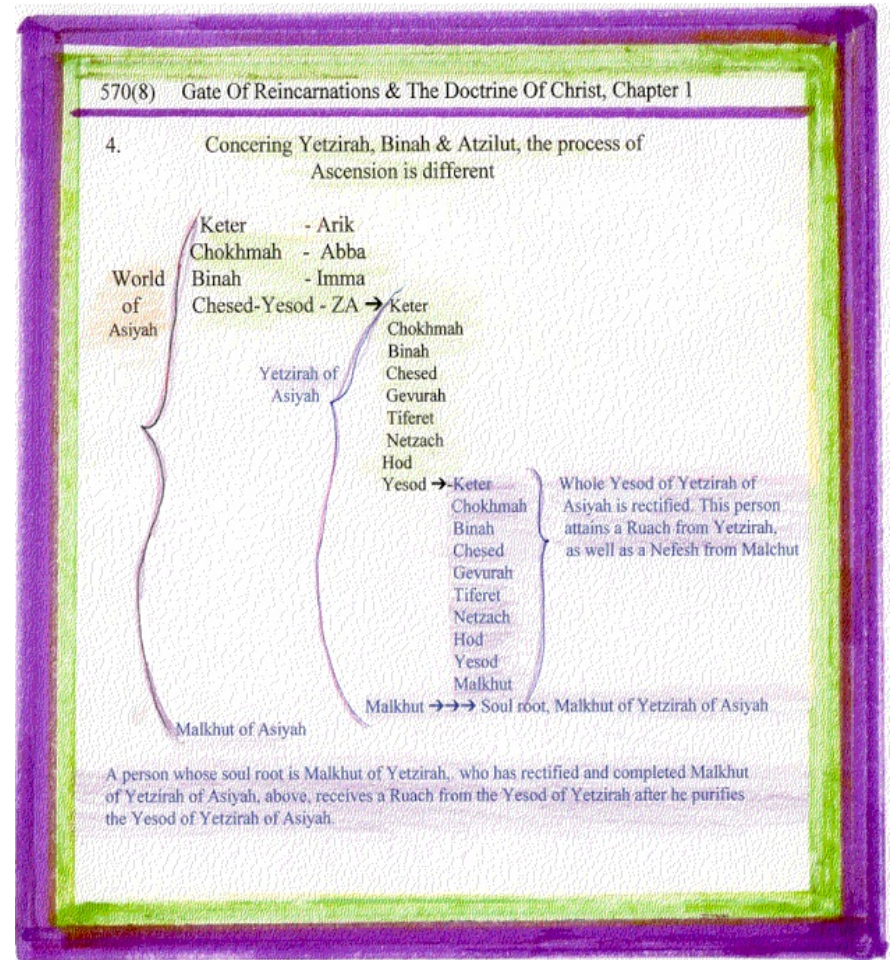 570(8) Gate Of Reincarnations & The Doctrine Of Christ, Chapter 1
4. Concering Yetzirah, Binah & Atzilut, the process of
Ascension is different
World
of
Asiyah
Keter - Arik
Chokhmah - Abba
Binah - Imma
Chesed-Yesod - ZA → Keter
Chokhmah
Binah
Yetzirah of
Asiyah
Chesed
Gevurah
Tiferet
Netzach
Hod
Yesod → -Keter
Chokhmah
Binah
Chesed
Gevurah
Tiferet
Netzach
Hod
Yesod
Malkhut
Whole Yesod of Yetzirah of
Asiyah is rectified. This person
attains a Ruach from Yetzirah,
as well as a Nefesh from Malchut
Malkhut →→→ Soul root, Malkhut of Yetzirah of Asiyah
Malkhut of Asiyah
A person whose soul root is Malkhut of Yetzirah, who has rectified and completed Malkhut
of Yetzirah of Asiyah, above, receives a Ruach from the Yesod of Yetzirah after he purifies
the Yesod of Yetzirah of Asiyah.